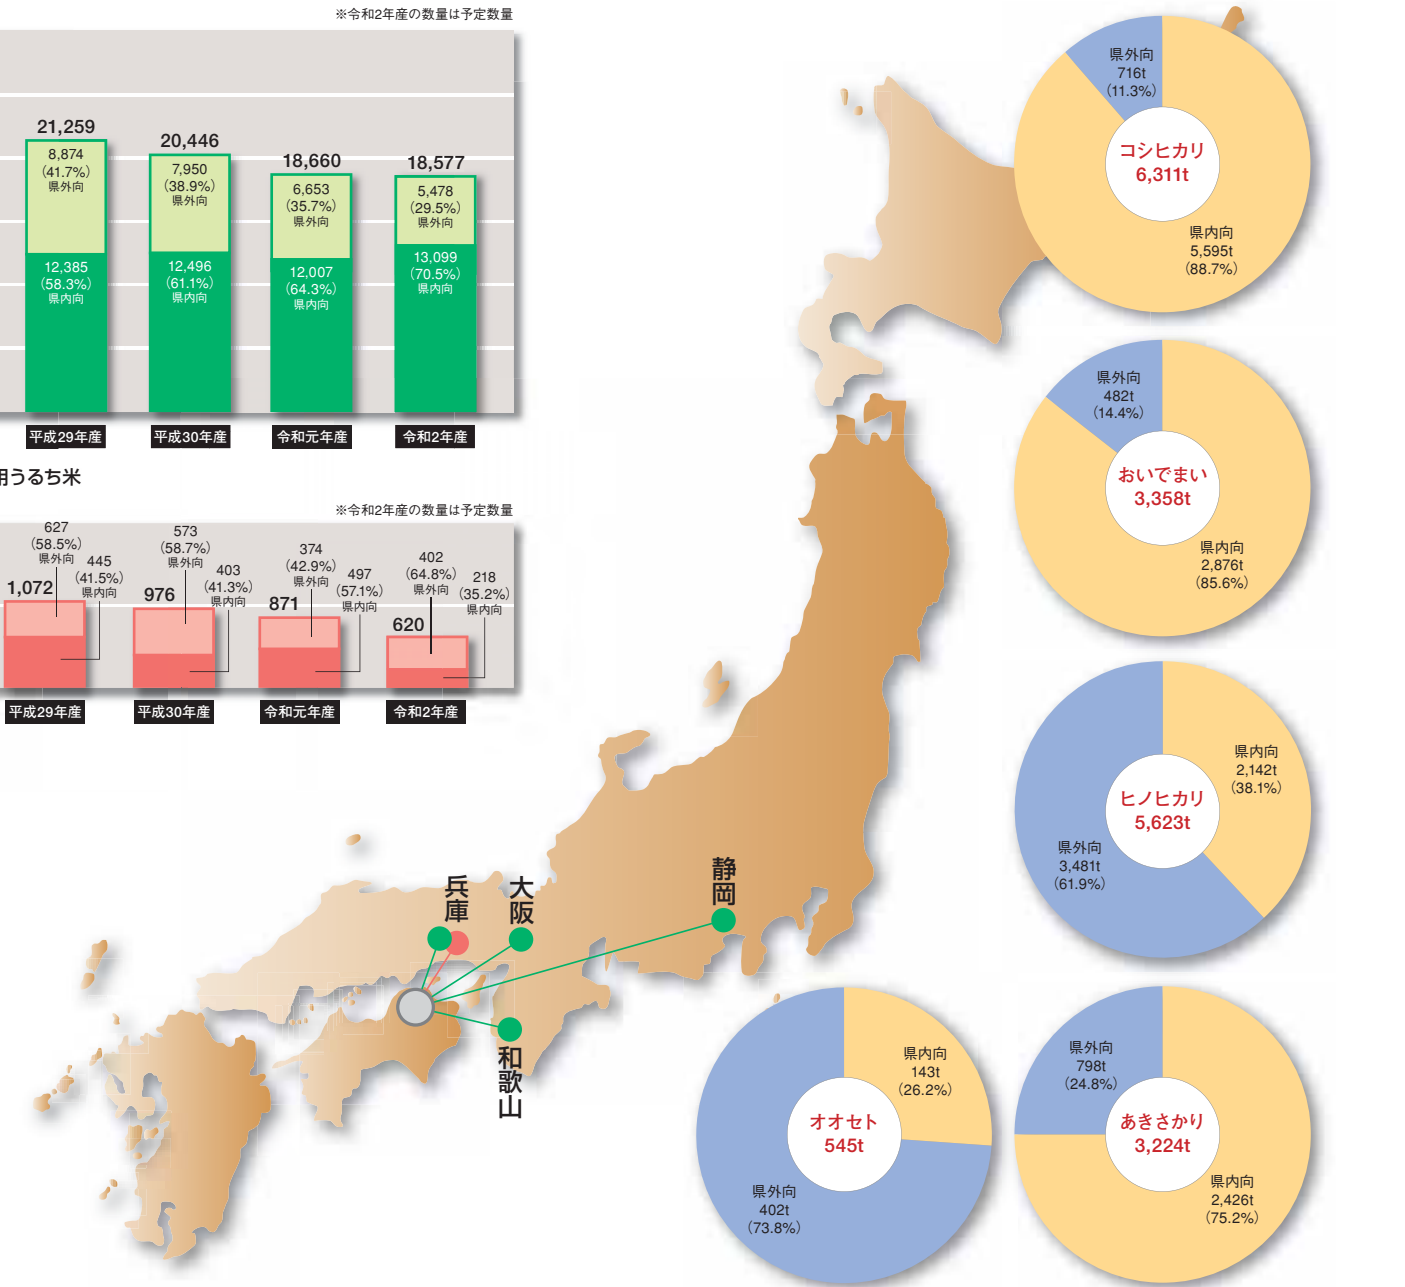 ※令和2年産の数量は予定数量
21,259
8,874
(41.7%)
県外向
12,385
(58.3%)
県内向
20,446
7,950
(38.9%)
県外向
12,496
(61.1%)
県内向
18,660
6,653
(35.7%)
県外向
12,007
(64.3%)
県内向
18,577
5,478
(29.5%)
県外向
13,099
(70.5%)
県内向
平成29年産
平成30年産
令和元年産
令和2年産
用うるち米
※令和2年産の数量は予定数量
627
(58.5%)
県外向
445
(41.5%)
県内向
1,072
573
(58.7%)
県外向
403
(41.3%)
県内向
976
374
(42.9%)
県外向
497
(57.1%)
県内向
871
402
(64.8%)
県外向
218
(35.2%)
県内向
620
平成29年産
平成30年産
令和元年産
令和2年産
兵庫
大阪
静岡
和歌山
県外向
716t
(11.3%)
コシヒカリ
6,311t
県内向
5,595t
(88.7%)
県外向
482t
(14.4%)
おいでまい
3,358t
県内向
2,876t
(85.6%)
県内向
2,142t
(38.1%)
ヒノヒカリ
5,623t
県外向
3,481t
(61.9%)
県内向
143t
(26.2%)
オオセト
545t
県外向
402t
(73.8%)
県外向
798t
(24.8%)
あきさかり
3,224t
県内向
2,426t
(75.2%)